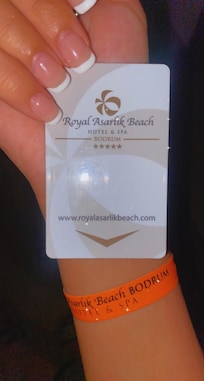 Royal Asarlık Beach
HOTEL & SPA
BODRUM
★★★★★
www.royalasarlikbeach.com
Beach BODRUM
& SPA